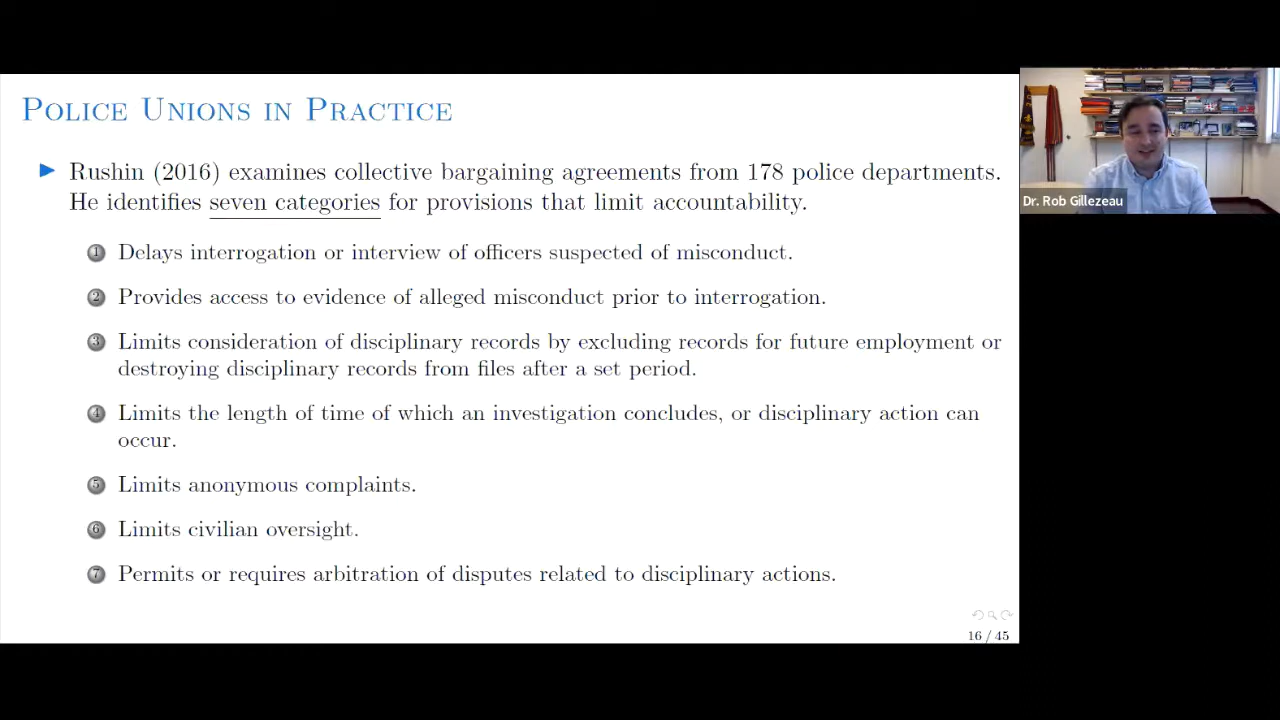 POLICE UNIONS IN PRACTICE
Rushin (2016) examines collective bargaining agreements from 178 police departments.
He identifies seven categories for provisions that limit accountability.
1 Delays interrogation or interview of officers suspected of misconduct.
2 Provides access to evidence of alleged misconduct prior to interrogation.
3 Limits consideration of disciplinary records by excluding records for future employment or
destroying disciplinary records from files after a set period.
4 Limits the length of time of which an investigation concludes, or disciplinary action can
occur.
5 Limits anonymous complaints.
6 Limits civilian oversight.
7 Permits or requires arbitration of disputes related to disciplinary actions.
16 / 45
Dr. Rob Gillezeau